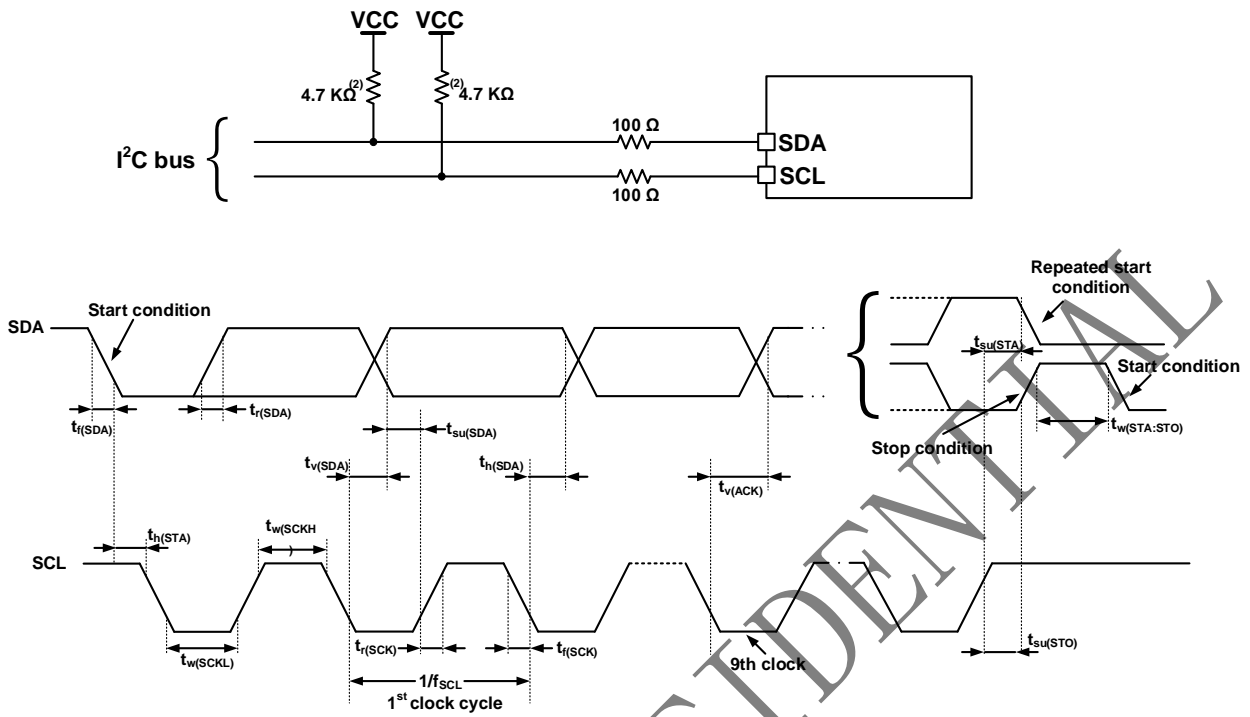 VCC VCC
4.7 KΩ(2) (2)4.7 KΩ
100 Ω
SDA
I²C bus
SCL
100 Ω
Repeated start
condition
Start condition
SDA
tsu(STA)
Start condition
tf(SDA)
tr(SDA)
tsu(SDA)
tw(STA:STO)
Stop condition
tv(SDA)
th(SDA)
tv(ACK)
th(STA)
tw(SCKH
)
SCL
tw(SCKL)
tr(SCK)
tf(SCK)
9th clock
tsu(STO)
1/fSCL
1st clock cycle
SIDENTIAL